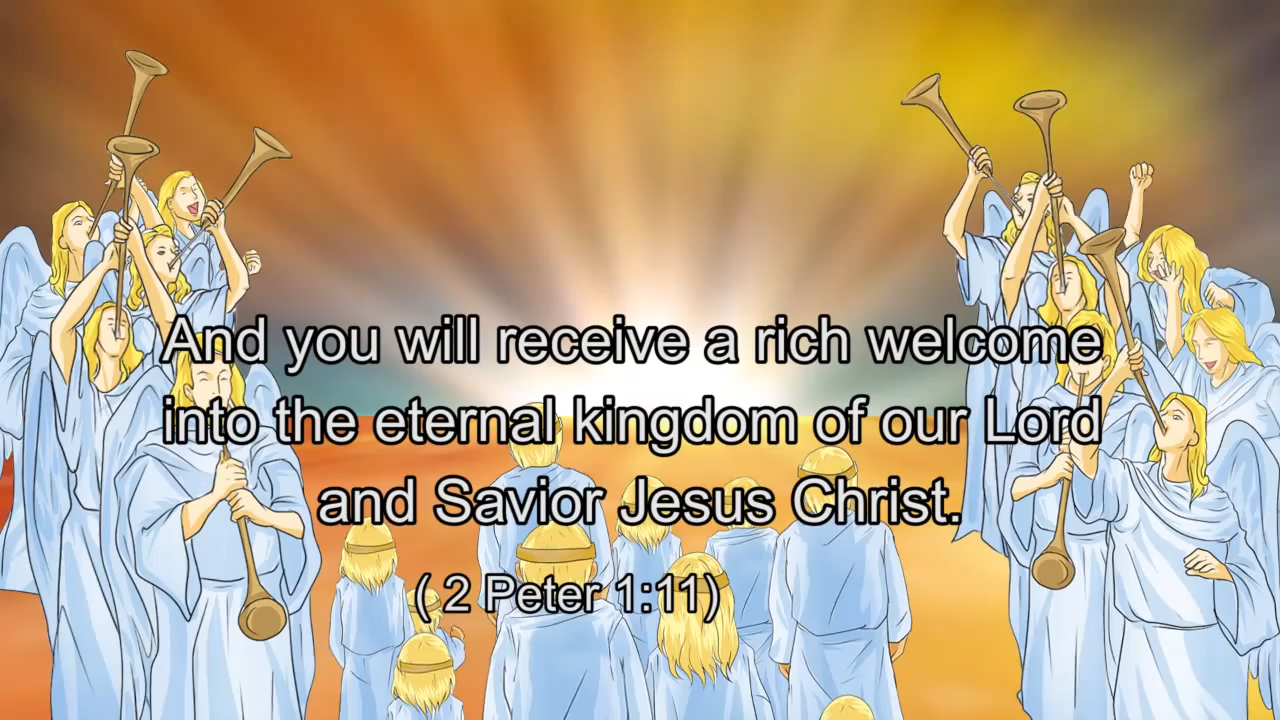 And you will receive a rich welcome
into the eternal kingdom of our Lord
and Savior Jesus Christ.
( 2 Peter 1:11)